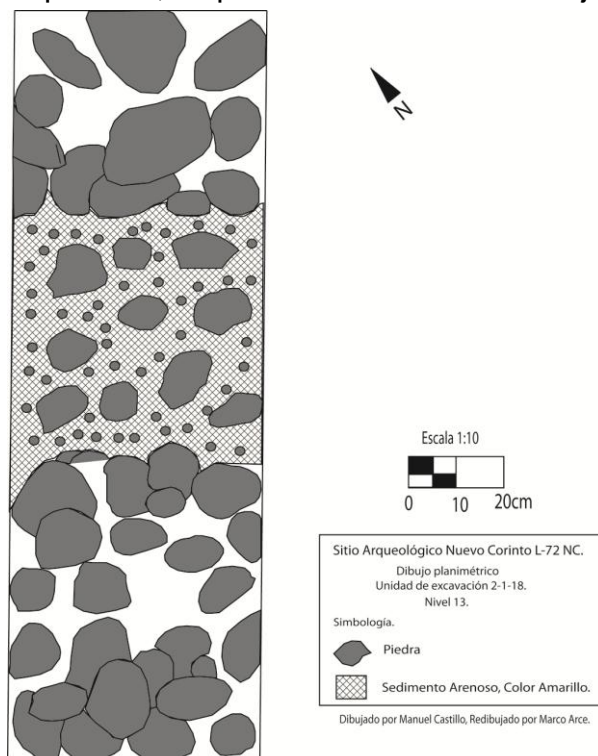 N
Escala 1:10
0 10 20cm
Sitio Arqueológico Nuevo Corinto L-72 NC.
Dibujo planimétrico
Unidad de excavación 2-1-18.
Nivel 13.
Simbología.
Piedra
Sedimento Arenoso, Color Amarillo.
Dibujado por Manuel Castillo, Redibujado por Marco Arce.